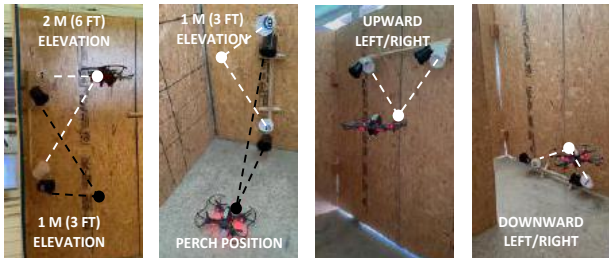 2 M (6 FT)
ELEVATION
1 M (3 FT)
ELEVATION
1 M (3 FT)
ELEVATION
PERCH POSITION
UPWARD
LEFT/RIGHT
DOWNWARD
LEFT/RIGHT